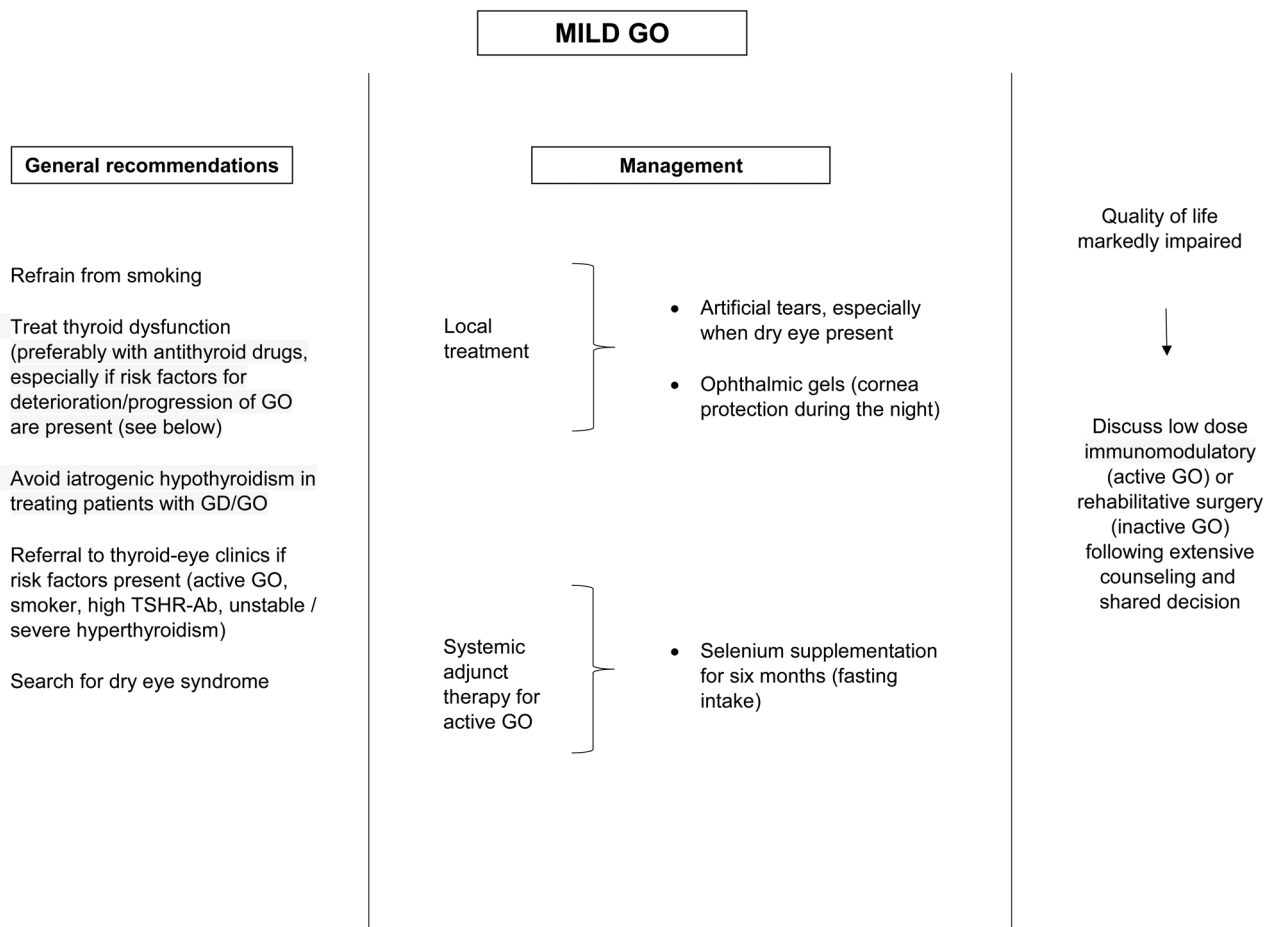 MILD GO
General recommendations
Refrain from smoking
Treat thyroid dysfunction
(preferably with antithyroid drugs,
especially if risk factors for
deterioration/progression of GO
are present (see below)
Avoid iatrogenic hypothyroidism in
treating patients with GD/GO
Referral to thyroid-eye clinics if
risk factors present (active GO,
smoker, high TSHR-Ab, unstable /
severe hyperthyroidism)
Search for dry eye syndrome
Management
Local
treatment
• Artificial tears, especially
when dry eye present
• Ophthalmic gels (cornea
protection during the night)
Systemic
adjunct
therapy for
active GO
• Selenium supplementation
for six months (fasting
intake)
Quality of life
markedly impaired
Discuss low dose
immunomodulatory
(active GO) or
rehabilitative surgery
(inactive GO)
following extensive
counseling and
shared decision